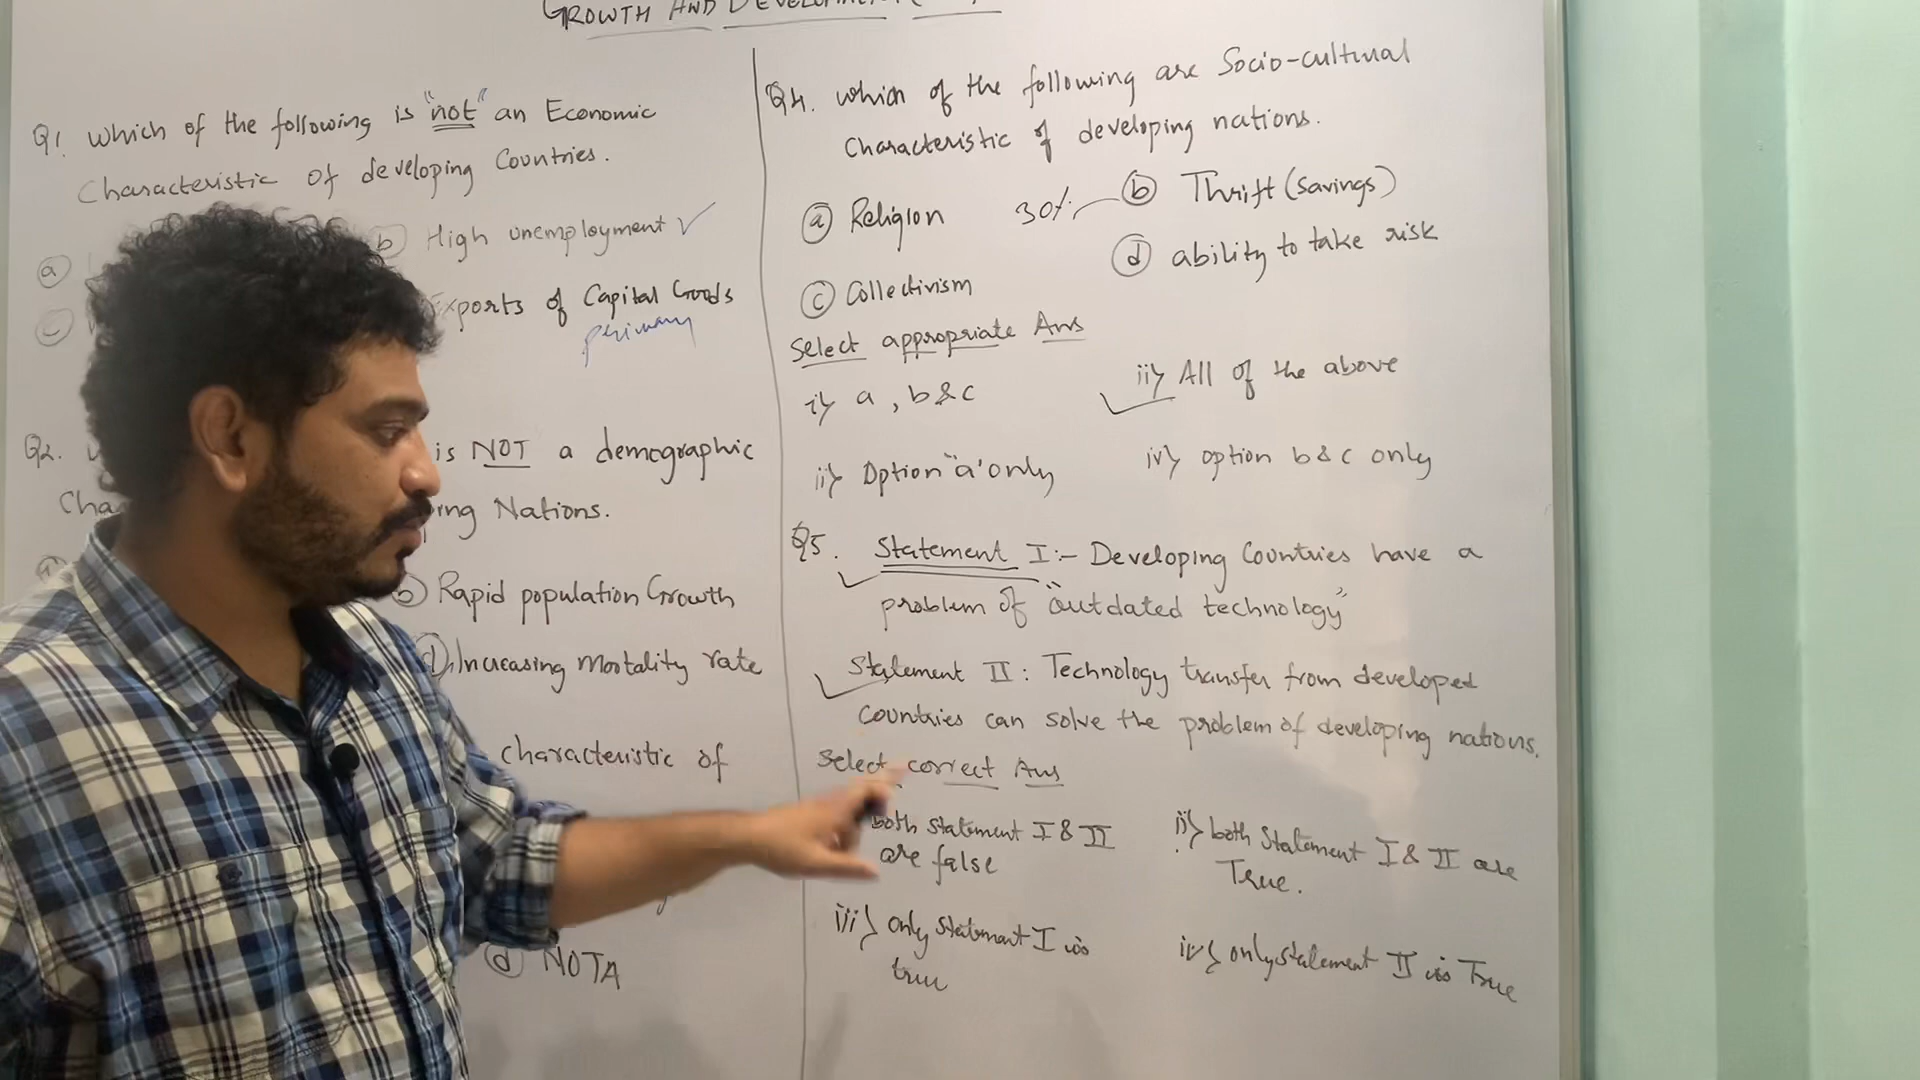 GROWTH AND DEVELOPMENT
Q1. Which of the following is "not" an Economic
Characteristic of developing Countries.
a
b High unemployment ✓
c
Exports of Capital Goods
primary
Q2.
is NOT a demographic
Cha
ping Nations.
b Rapid population Growth
d Increasing mortality rate
characteristic of
d NOTA
Q4. Which of the following are Socio-cultural
Characteristic of developing nations.
a Religion
30%
b Thrift (savings)
c Collectivism
d ability to take risk
Select appropriate Ans
i} a, b & c
ii} All of the above
ii} Option "a" only
iv} option b & c only
Q5. Statement I:- Developing Countries have a
problem of "outdated technology"
Statement II: Technology transfer from developed
Countries can solve the problem of developing nations.
Select correct Ans
both statement I & II
are false
ii} both Statement I & II are
True.
iii} only statement I is
true
iv} only statement II is True